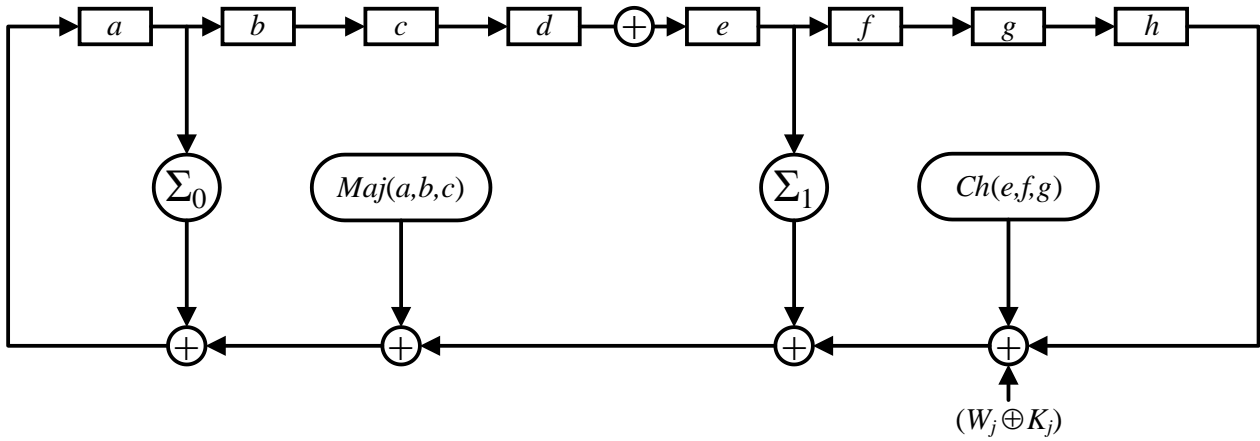 a b c d + e f g h
Σ0 Maj(a,b,c) Σ1 Ch(e,f,g)
+ + + +
(Wj⊕Kj)